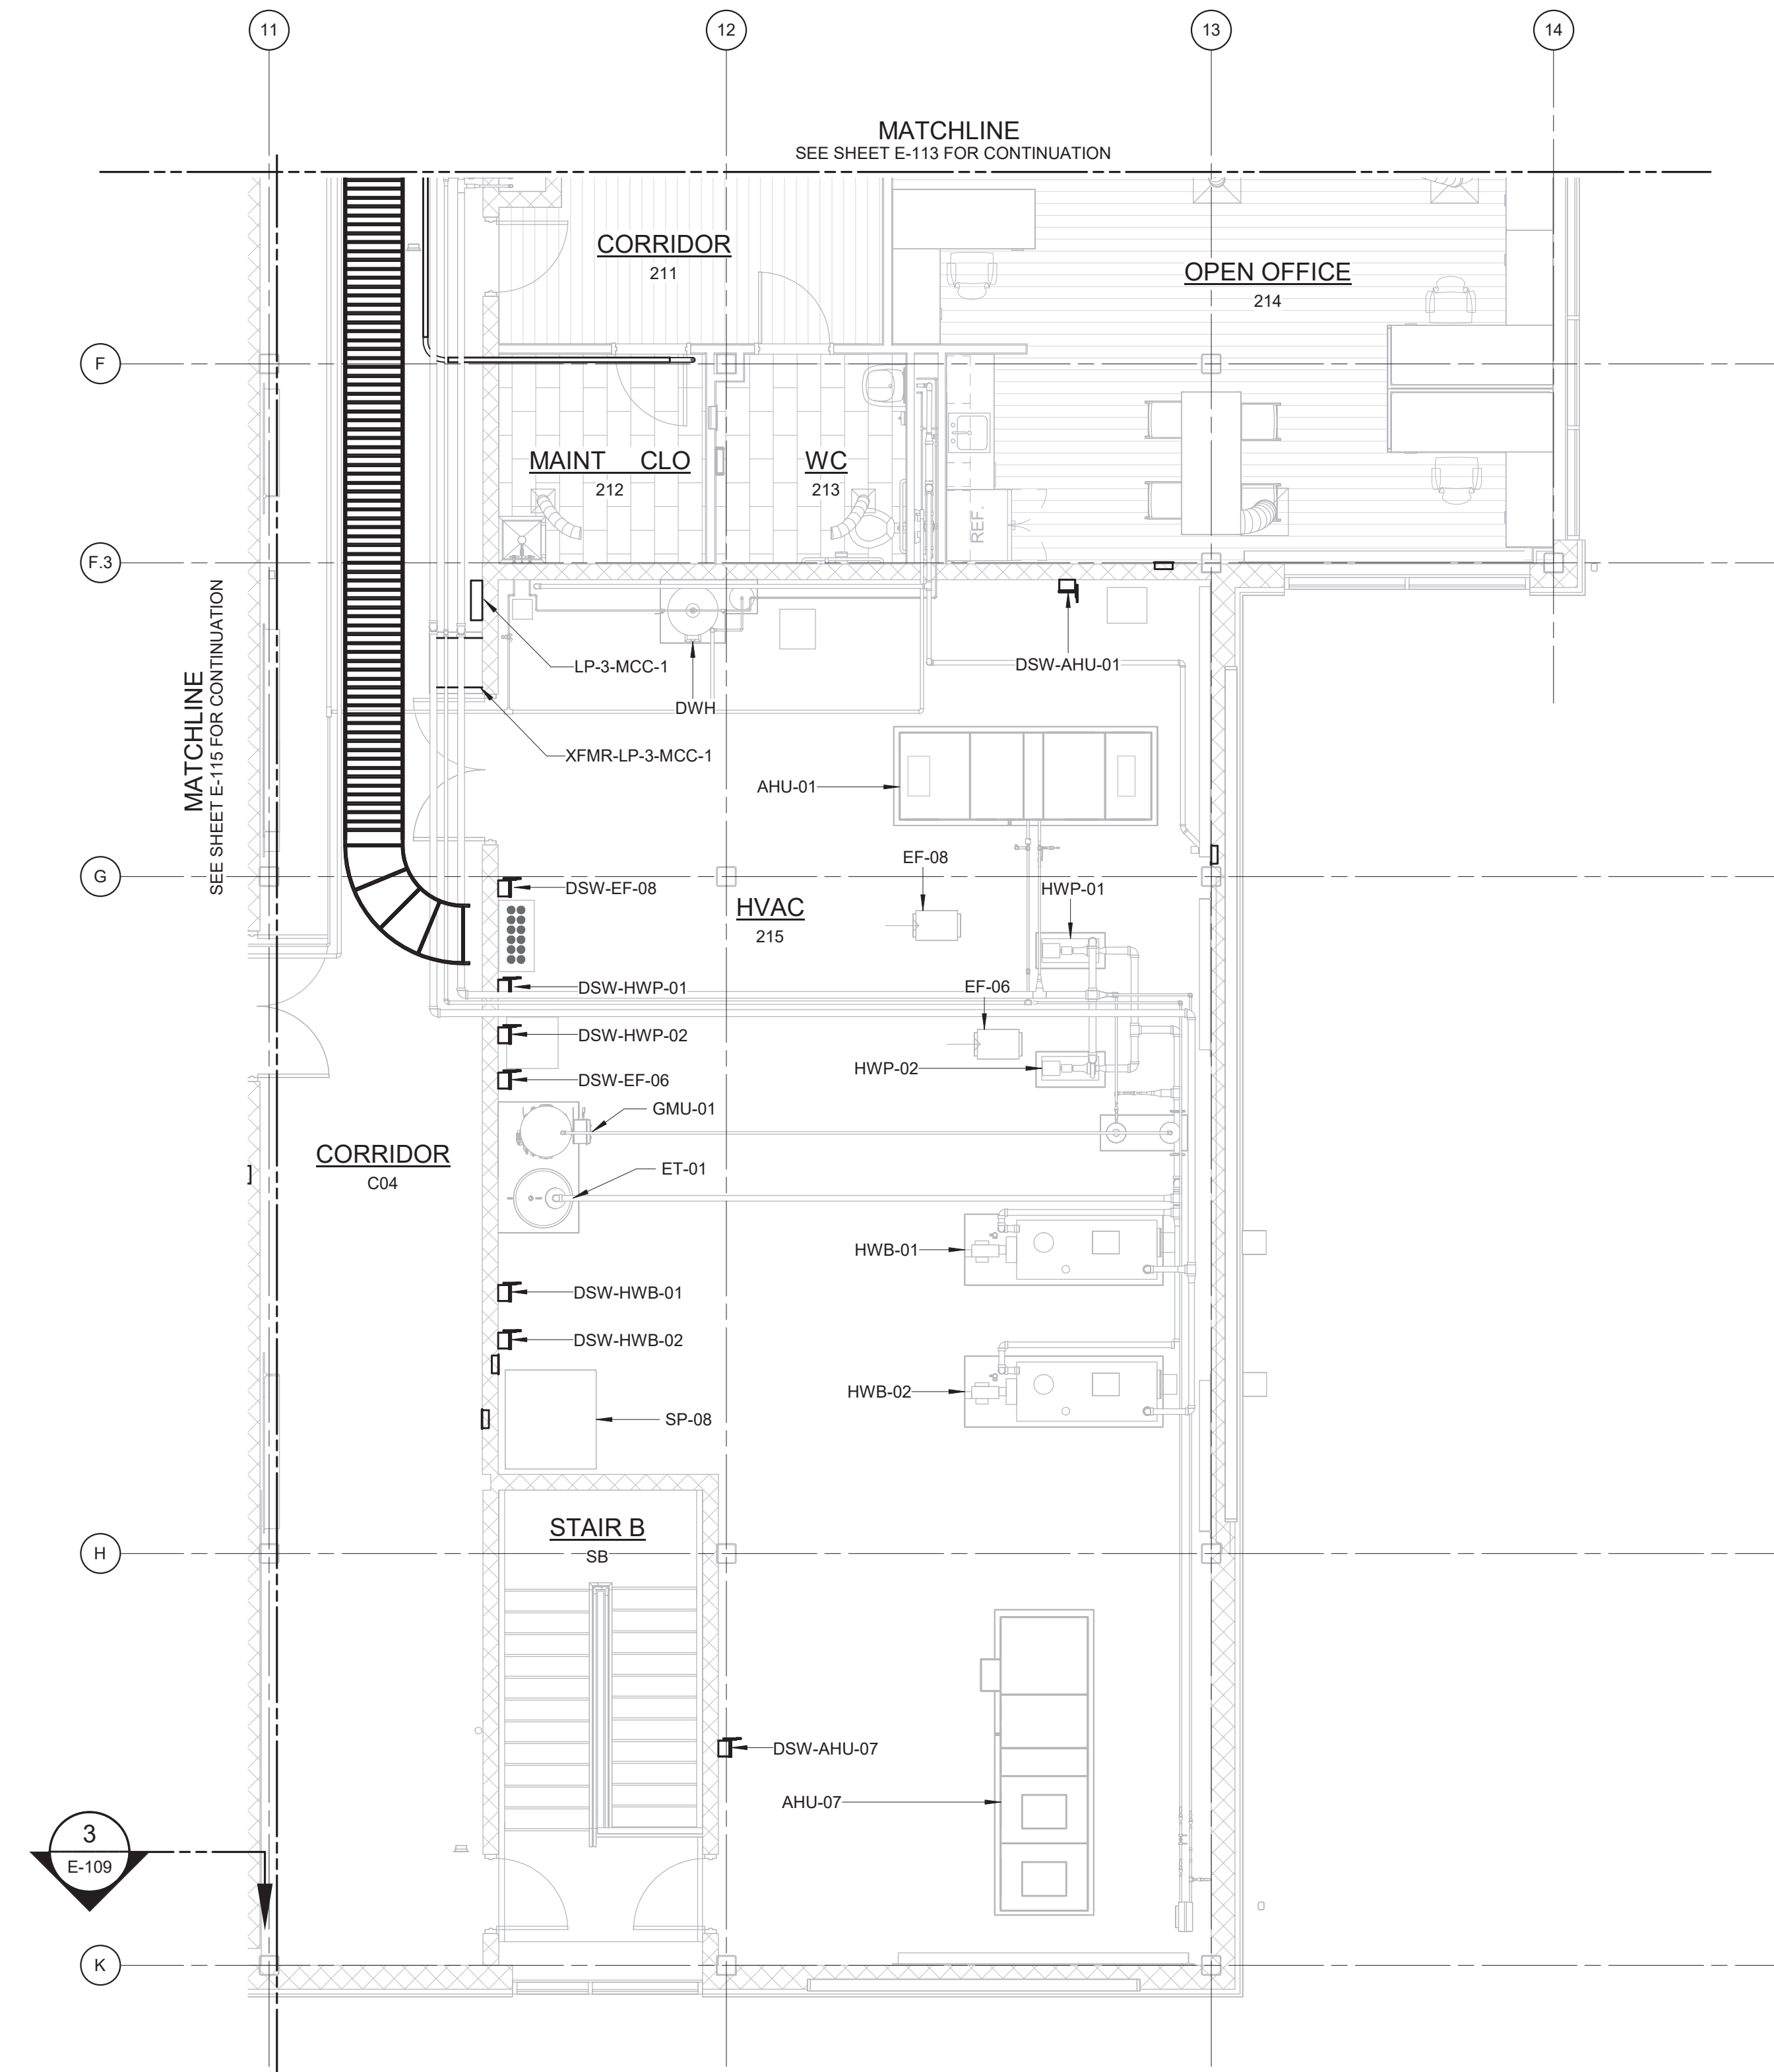 11
12
13
14
MATCHLINE
SEE SHEET E-113 FOR CONTINUATION
CORRIDOR
211
OPEN OFFICE
214
F
MAINT CLO
212
WC
213
REF.
F.3
MATCHLINE
SEE SHEET E-115 FOR CONTINUATION
LP-3-MCC-1
DSW-AHU-01
DWH
XFMR-LP-3-MCC-1
AHU-01
EF-08
G
DSW-EF-08
HWP-01
HVAC
215
DSW-HWP-01
EF-06
DSW-HWP-02
HWP-02
DSW-EF-06
GMU-01
CORRIDOR
C04
ET-01
HWB-01
DSW-HWB-01
DSW-HWB-02
HWB-02
SP-08
STAIR B
SB
H
DSW-AHU-07
AHU-07
3
E-109
K